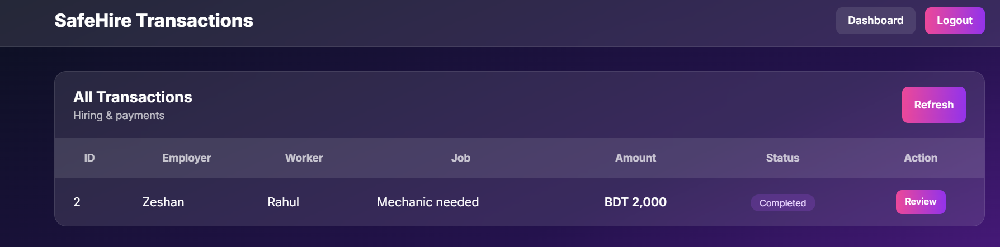 SafeHire Transactions
Dashboard
Logout
All Transactions
Hiring & payments
Refresh
ID Employer Worker Job Amount Status Action
2 Zeshan Rahul Mechanic needed BDT 2,000 Completed Review